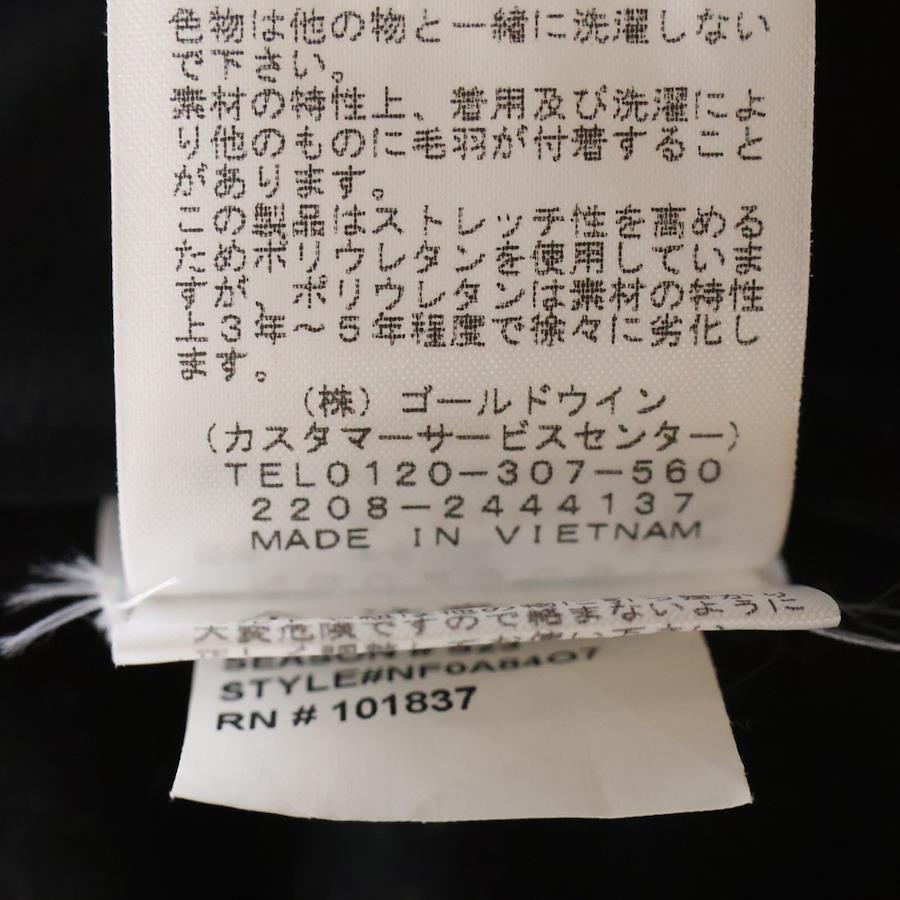 色物は他の物と一緒に洗濯しない
で下さい。
素材の特性上、着用及び洗濯によ
り他のものに毛羽が付着すること
があります。
この製品はストレッチ性を高める
ためポリウレタンを使用していま
すが、ポリウレタンは素材の特性
上3年~5年程度で徐々に劣化し
ます。
(株)ゴールドウイン
(カスタマーサービスセンター)
TEL0120-307-560
2208-2444137
MADE IN VIETNAM
大変危険ですので絡まないように
STYLE#NF0A84O7
RN # 101837